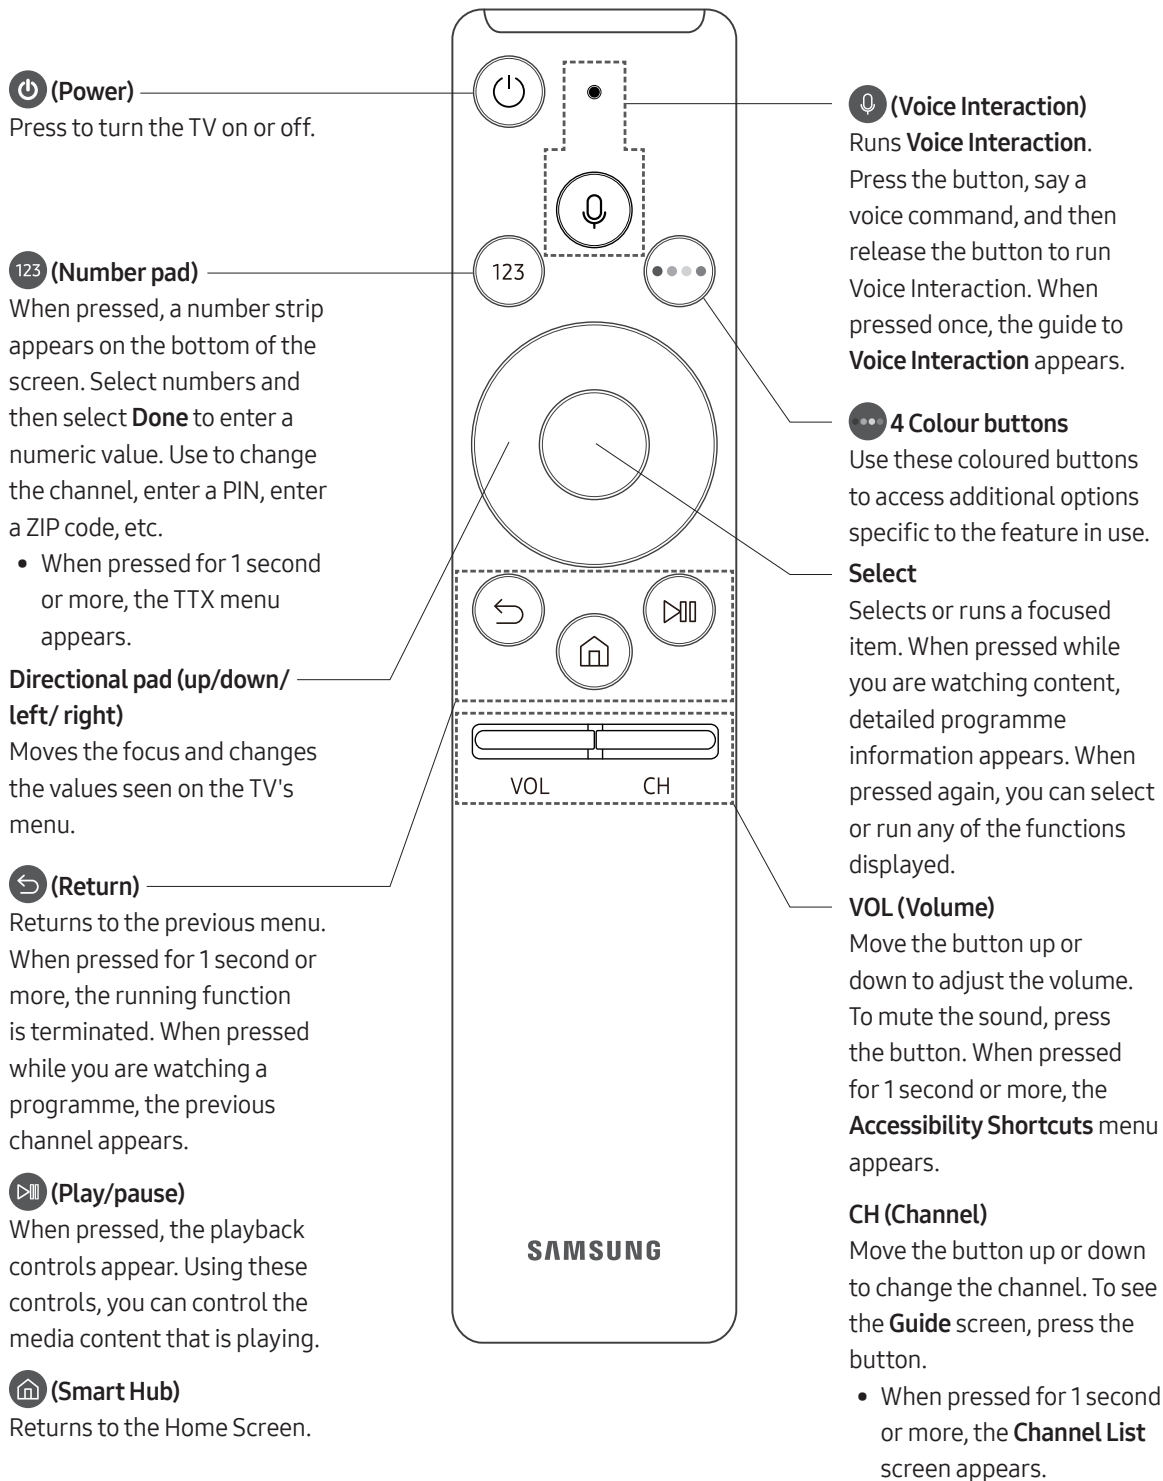 (Power)
Press to turn the TV on or off.
123 (Number pad)
When pressed, a number strip
appears on the bottom of the
screen. Select numbers and
then select Done to enter a
numeric value. Use to change
the channel, enter a PIN, enter
a ZIP code, etc.
• When pressed for 1 second
or more, the TTX menu
appears.
Directional pad (up/down/
left/ right)
Moves the focus and changes
the values seen on the TV's
menu.
(Return)
Returns to the previous menu.
When pressed for 1 second or
more, the running function
is terminated. When pressed
while you are watching a
programme, the previous
channel appears.
(Play/pause)
When pressed, the playback
controls appear. Using these
controls, you can control the
media content that is playing.
(Smart Hub)
Returns to the Home Screen.
123
VOL CH
SAMSUNG
(Voice Interaction)
Runs Voice Interaction.
Press the button, say a
voice command, and then
release the button to run
Voice Interaction. When
pressed once, the guide to
Voice Interaction appears.
4 Colour buttons
Use these coloured buttons
to access additional options
specific to the feature in use.
Select
Selects or runs a focused
item. When pressed while
you are watching content,
detailed programme
information appears. When
pressed again, you can select
or run any of the functions
displayed.
VOL (Volume)
Move the button up or
down to adjust the volume.
To mute the sound, press
the button. When pressed
for 1 second or more, the
Accessibility Shortcuts menu
appears.
CH (Channel)
Move the button up or down
to change the channel. To see
the Guide screen, press the
button.
• When pressed for 1 second
or more, the Channel List
screen appears.